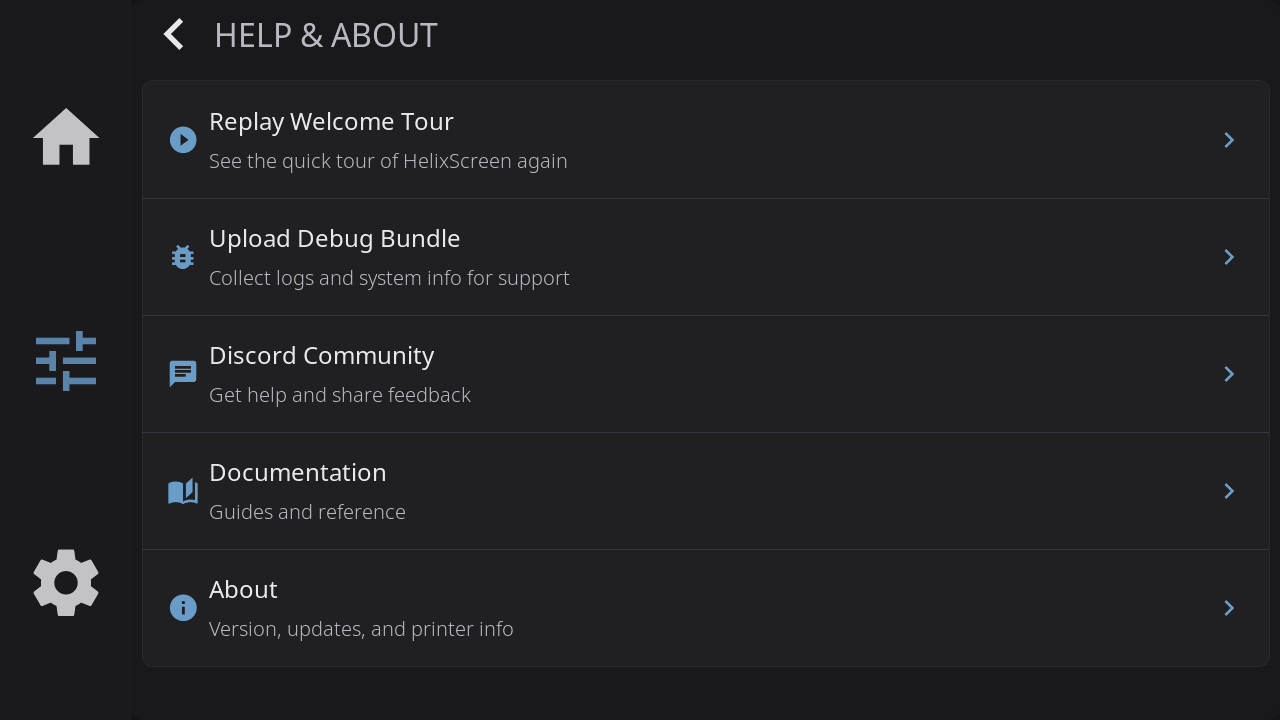 HELP & ABOUT
Replay Welcome Tour
See the quick tour of HelixScreen again
Upload Debug Bundle
Collect logs and system info for support
Discord Community
Get help and share feedback
Documentation
Guides and reference
About
Version, updates, and printer info